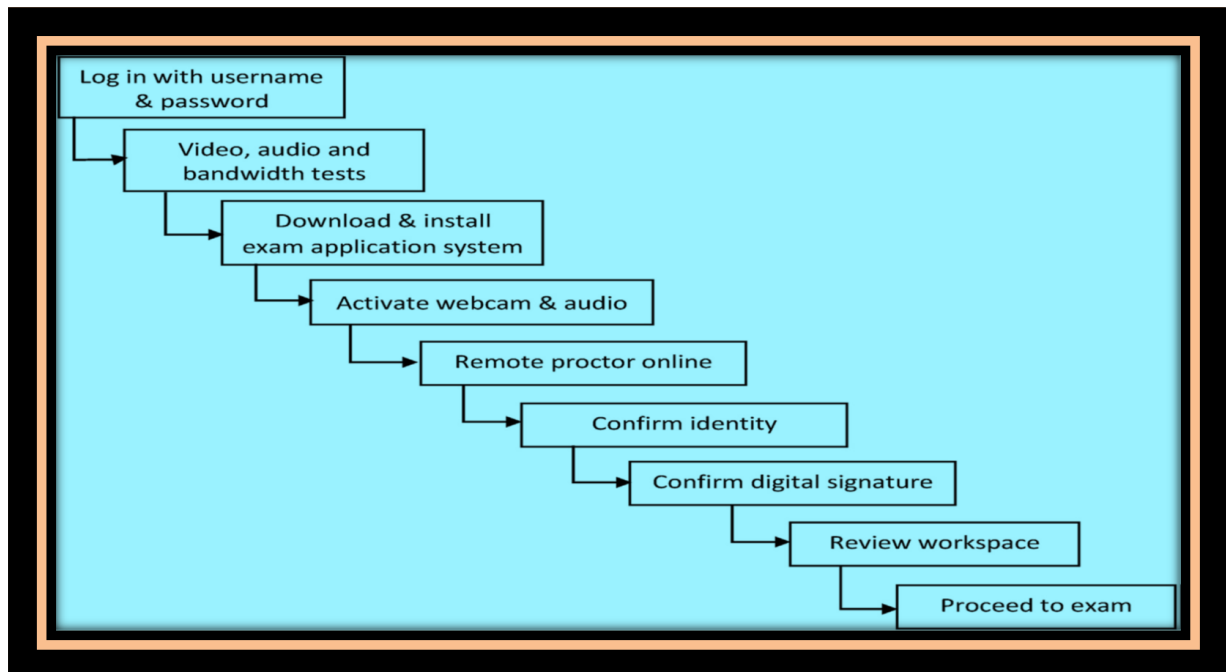 Log in with username
& password
Video, audio and
bandwidth tests
Download & install
exam application system
Activate webcam & audio
Remote proctor online
Confirm identity
Confirm digital signature
Review workspace
Proceed to exam